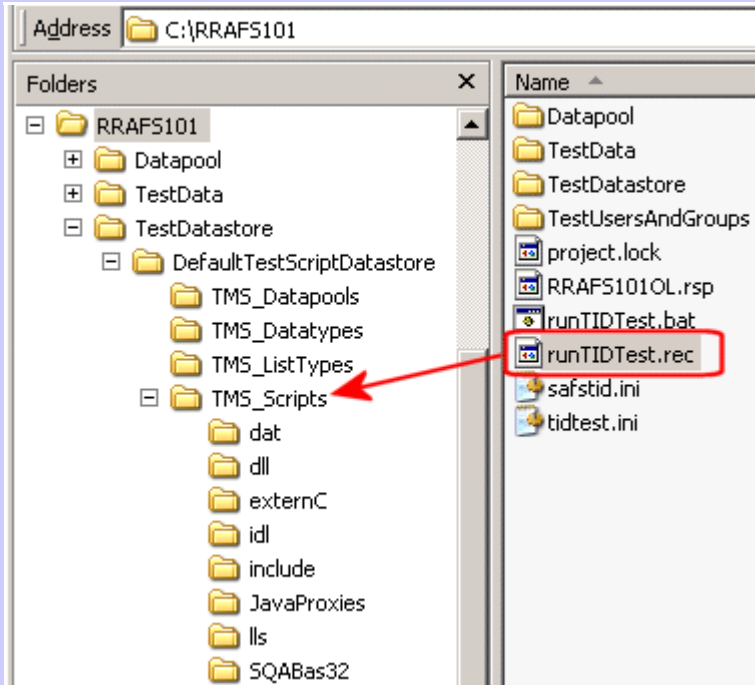 Address C:\RRAFS101
Folders
RRAFS101
Datapool
TestData
TestDatastore
DefaultTestScriptDatastore
TMS_Datapools
TMS_Datatypes
TMS_ListTypes
TMS_Scripts
dat
dll
externC
idl
include
JavaProxies
lls
SQABas32
Name
Datapool
TestData
TestDatastore
TestUsersAndGroups
project.lock
RRAFS101OL.rsp
runTIDTest.bat
runTIDTest.rec
safstid.ini
tidtest.ini